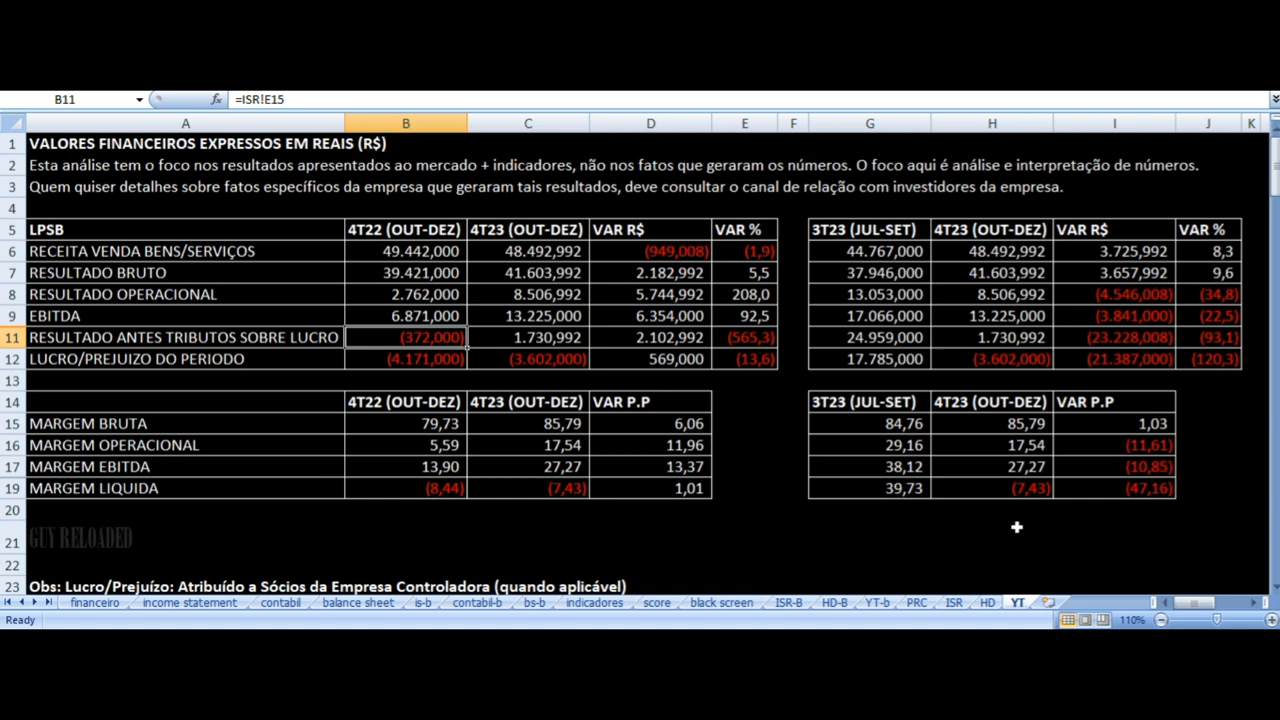 B11 fx =ISR!E15
A B C D E F G H I J K
1 VALORES FINANCEIROS EXPRESSOS EM REAIS (R$)
2 Esta análise tem o foco nos resultados apresentados ao mercado + indicadores, não nos fatos que geraram os números. O foco aqui é análise e interpretação de números.
3 Quem quiser detalhes sobre fatos específicos da empresa que geraram tais resultados, deve consultar o canal de relação com investidores da empresa.
4
5 LPSB 4T22 (OUT-DEZ) 4T23 (OUT-DEZ) VAR R$ VAR % 3T23 (JUL-SET) 4T23 (OUT-DEZ) VAR R$ VAR %
6 RECEITA VENDA BENS/SERVIÇOS 49.442,000 48.492,992 (949,008) (1,9) 44.767,000 48.492,992 3.725,992 8,3
7 RESULTADO BRUTO 39.421,000 41.603,992 2.182,992 5,5 37.946,000 41.603,992 3.657,992 9,6
8 RESULTADO OPERACIONAL 2.762,000 8.506,992 5.744,992 208,0 13.053,000 8.506,992 (4.546,008) (34,8)
9 EBITDA 6.871,000 13.225,000 6.354,000 92,5 17.066,000 13.225,000 (3.841,000) (22,5)
11 RESULTADO ANTES TRIBUTOS SOBRE LUCRO (372,000) 1.730,992 2.102,992 (565,3) 24.959,000 1.730,992 (23.228,008) (93,1)
12 LUCRO/PREJUIZO DO PERIODO (4.171,000) (3.602,000) 569,000 (13,6) 17.785,000 (3.602,000) (21.387,000) (120,3)
13
14 4T22 (OUT-DEZ) 4T23 (OUT-DEZ) VAR P.P 3T23 (JUL-SET) 4T23 (OUT-DEZ) VAR P.P
15 MARGEM BRUTA 79,73 85,79 6,06 84,76 85,79 1,03
16 MARGEM OPERACIONAL 5,59 17,54 11,96 29,16 17,54 (11,61)
17 MARGEM EBITDA 13,90 27,27 13,37 38,12 27,27 (10,85)
19 MARGEM LIQUIDA (8,44) (7,43) 1,01 39,73 (7,43) (47,16)
20
21 GUY RELOADED
22
23 Obs: Lucro/Prejuízo: Atribuído a Sócios da Empresa Controladora (quando aplicável)
financeiro income statement contabil balance sheet is-b contabil-b bs-b indicadores score black screen ISR-B HD-B YT-b PRC ISR HD YT
Ready 110%